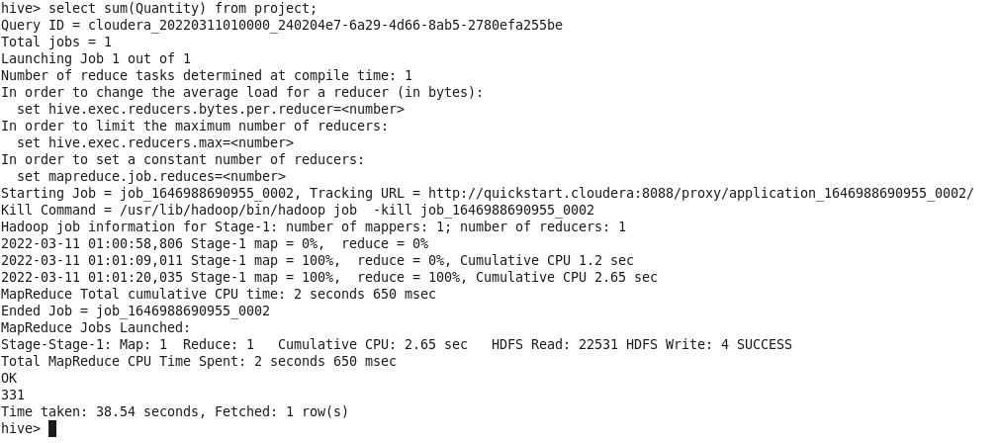 hive> select sum(Quantity) from project;
Query ID = cloudera_20220311010000_240204e7-6a29-4d66-8ab5-2780efa255be
Total jobs = 1
Launching Job 1 out of 1
Number of reduce tasks determined at compile time: 1
In order to change the average load for a reducer (in bytes):
  set hive.exec.reducers.bytes.per.reducer=<number>
In order to limit the maximum number of reducers:
  set hive.exec.reducers.max=<number>
In order to set a constant number of reducers:
  set mapreduce.job.reduces=<number>
Starting Job = job_1646988690955_0002, Tracking URL = http://quickstart.cloudera:8088/proxy/application_1646988690955_0002/
Kill Command = /usr/lib/hadoop/bin/hadoop job  -kill job_1646988690955_0002
Hadoop job information for Stage-1: number of mappers: 1; number of reducers: 1
2022-03-11 01:00:58,806 Stage-1 map = 0%,  reduce = 0%
2022-03-11 01:01:09,011 Stage-1 map = 100%,  reduce = 0%, Cumulative CPU 1.2 sec
2022-03-11 01:01:20,035 Stage-1 map = 100%,  reduce = 100%, Cumulative CPU 2.65 sec
MapReduce Total cumulative CPU time: 2 seconds 650 msec
Ended Job = job_1646988690955_0002
MapReduce Jobs Launched:
Stage-Stage-1: Map: 1  Reduce: 1   Cumulative CPU: 2.65 sec   HDFS Read: 22531 HDFS Write: 4 SUCCESS
Total MapReduce CPU Time Spent: 2 seconds 650 msec
OK
331
Time taken: 38.54 seconds, Fetched: 1 row(s)
hive>